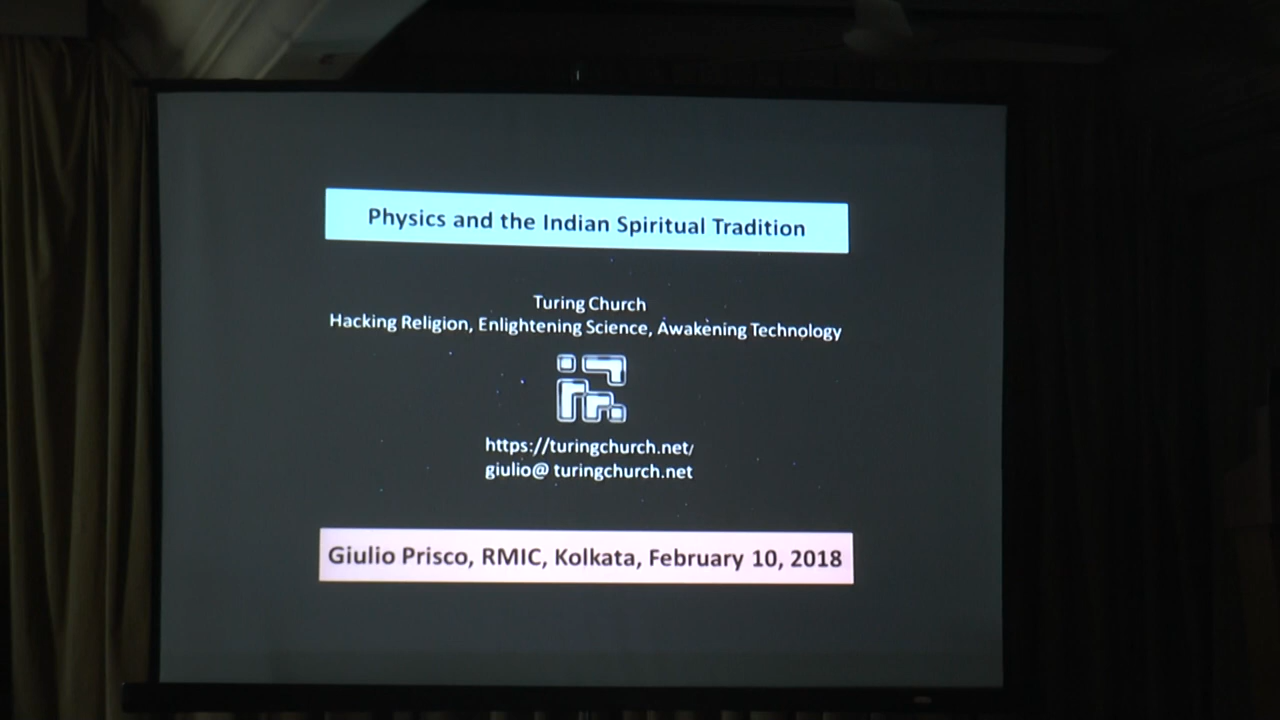 Physics and the Indian Spiritual Tradition
Turing Church
Hacking Religion, Enlightening Science, Awakening Technology
https://turingchurch.net/
giulio@ turingchurch.net
Giulio Prisco, RMIC, Kolkata, February 10, 2018